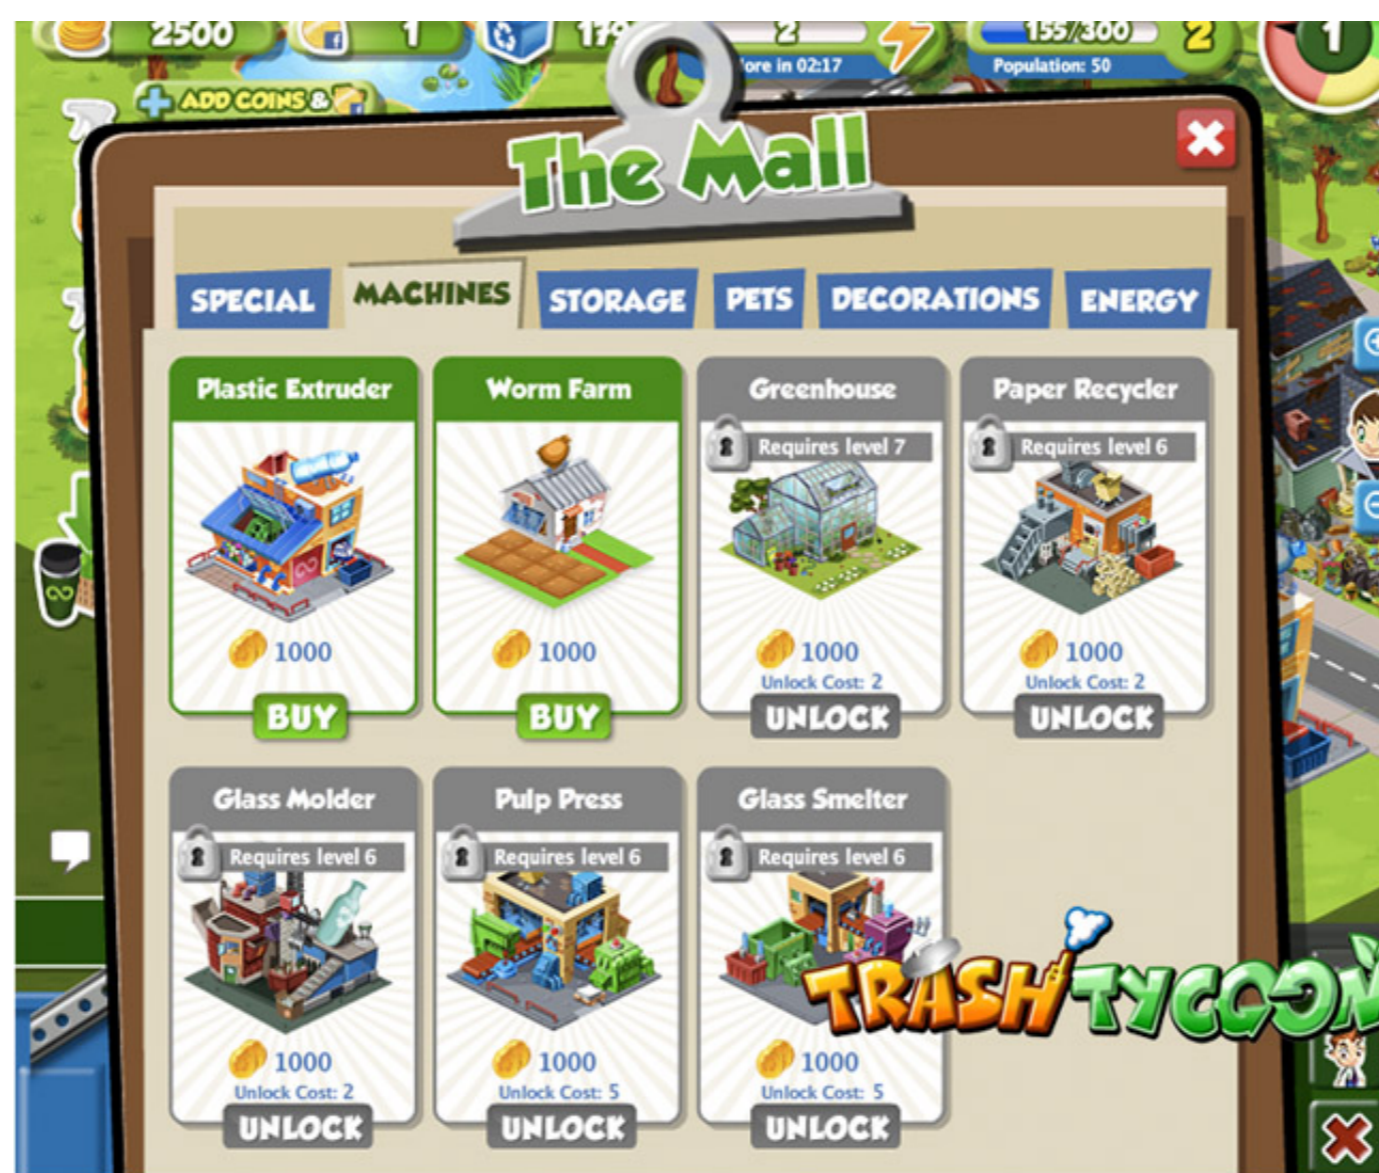 2500
1
2
155/300
2
1
ore in 02:17
Population: 50
ADD COINS &
The Mall
SPECIAL
MACHINES
STORAGE
PETS
DECORATIONS
ENERGY
Plastic Extruder
Worm Farm
Greenhouse
Paper Recycler
Requires level 7
Requires level 6
1000
1000
1000
1000
Unlock Cost: 2
Unlock Cost: 2
BUY
BUY
UNLOCK
UNLOCK
Glass Molder
Pulp Press
Glass Smelter
Requires level 6
Requires level 6
Requires level 6
TRASH TYCOON
1000
1000
1000
Unlock Cost: 2
Unlock Cost: 5
Unlock Cost: 5
UNLOCK
UNLOCK
UNLOCK